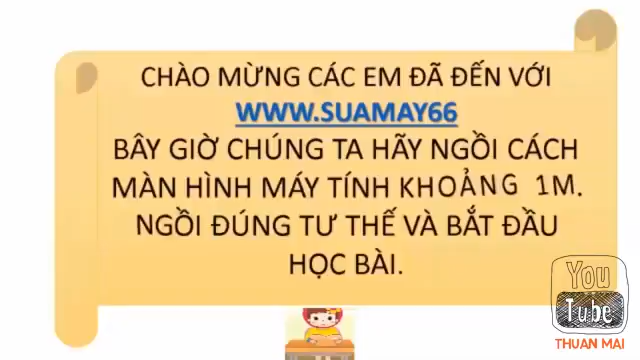 CHÀO MỪNG CÁC EM ĐÃ ĐẾN VỚI
WWW.SUAMAY66
BÂY GIỜ CHÚNG TA HÃY NGỒI CÁCH
MÀN HÌNH MÁY TÍNH KHOẢNG 1M.
NGỒI ĐÚNG TƯ THẾ VÀ BẮT ĐẦU
HỌC BÀI.
You
Tube
THUAN MAI